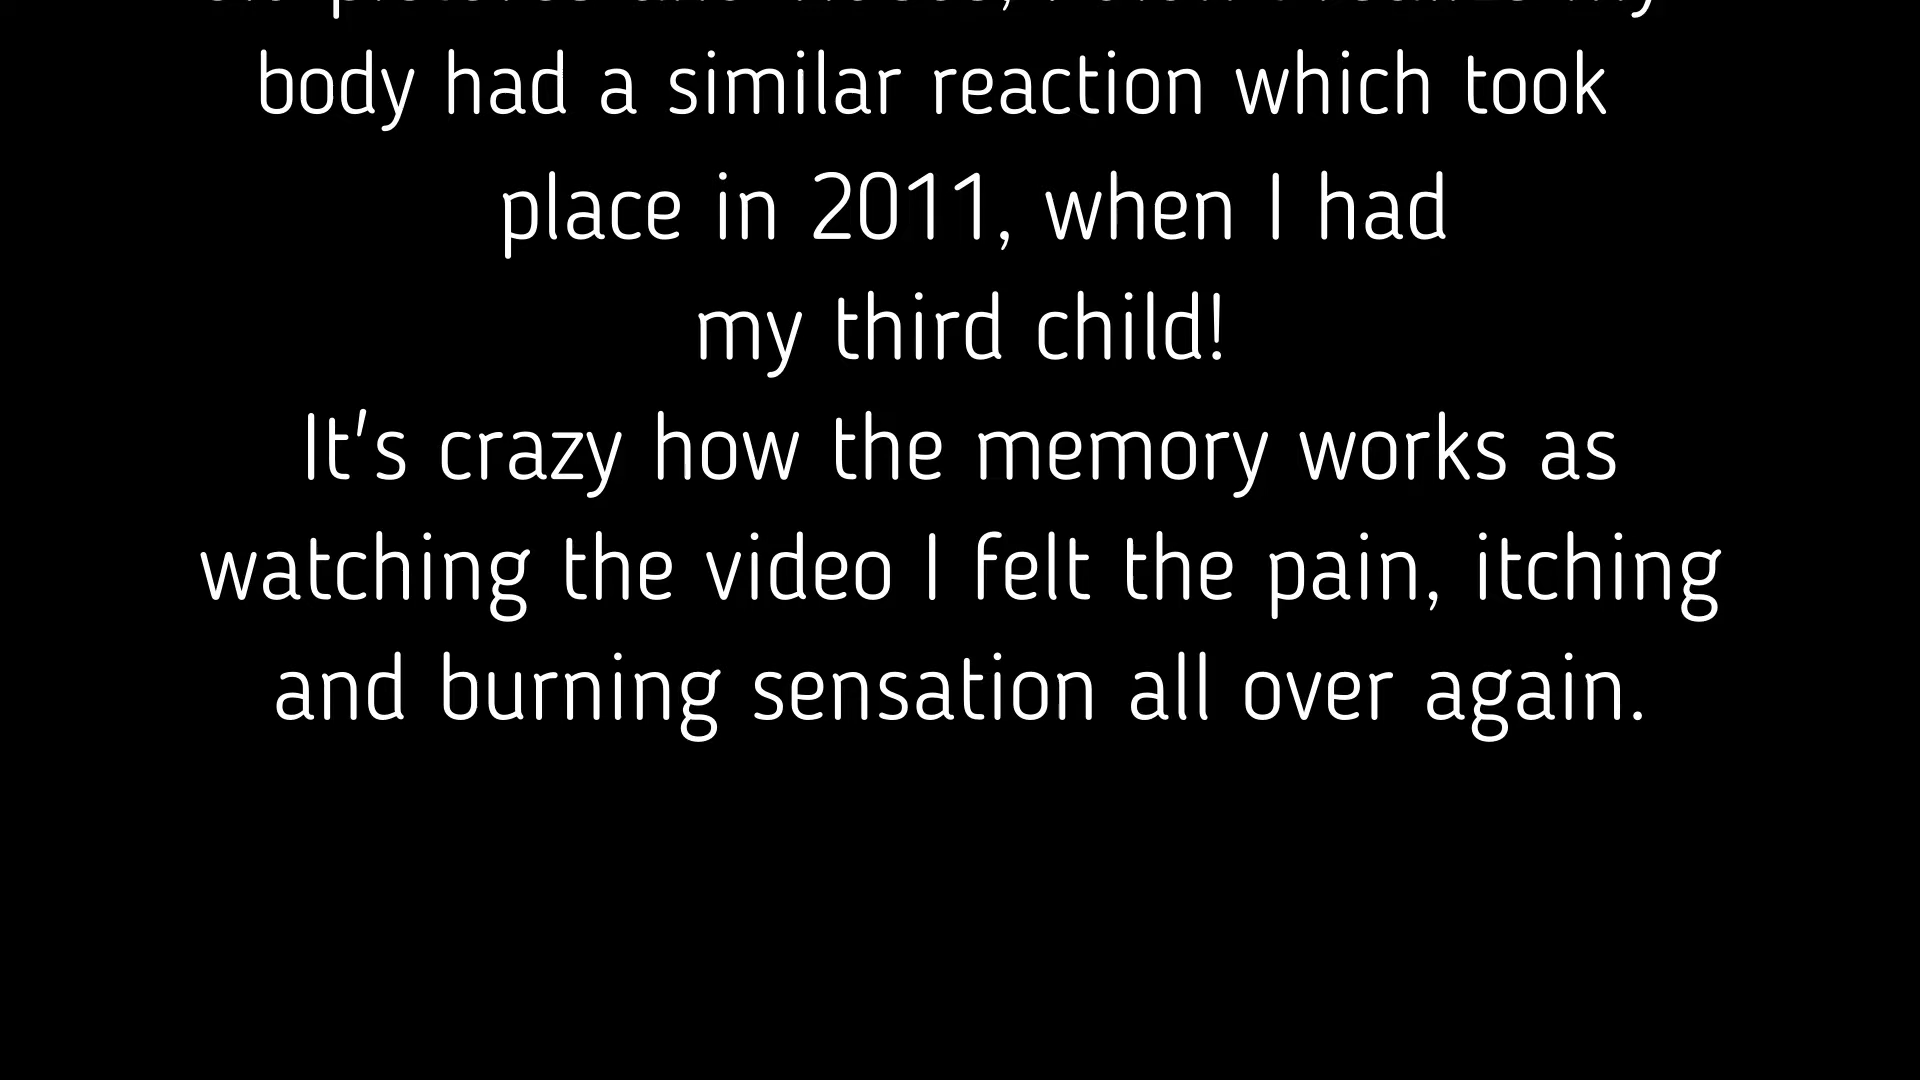 body had a similar reaction which took
place in 2011, when I had
my third child!
It's crazy how the memory works as
watching the video I felt the pain, itching
and burning sensation all over again.